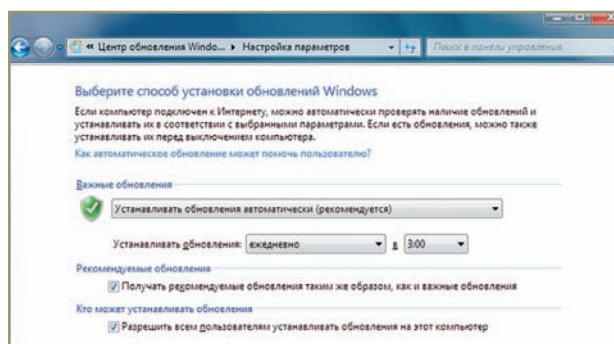 « Центр обновления Windo... ▸ Настройка параметров Поиск в панели управления
Выберите способ установки обновлений Windows
Если компьютер подключен к Интернету, можно автоматически проверять наличие обновлений и
устанавливать их в соответствии с выбранными параметрами. Если есть обновления, можно также
устанавливать их перед выключением компьютера.
Как автоматическое обновление может помочь пользователю?
Важные обновления
Устанавливать обновления автоматически (рекомендуется)
Устанавливать обновления: ежедневно в 3:00
Рекомендуемые обновления
Получать рекомендуемые обновления таким же образом, как и важные обновления
Кто может устанавливать обновления
Разрешить всем пользователям устанавливать обновления на этот компьютер